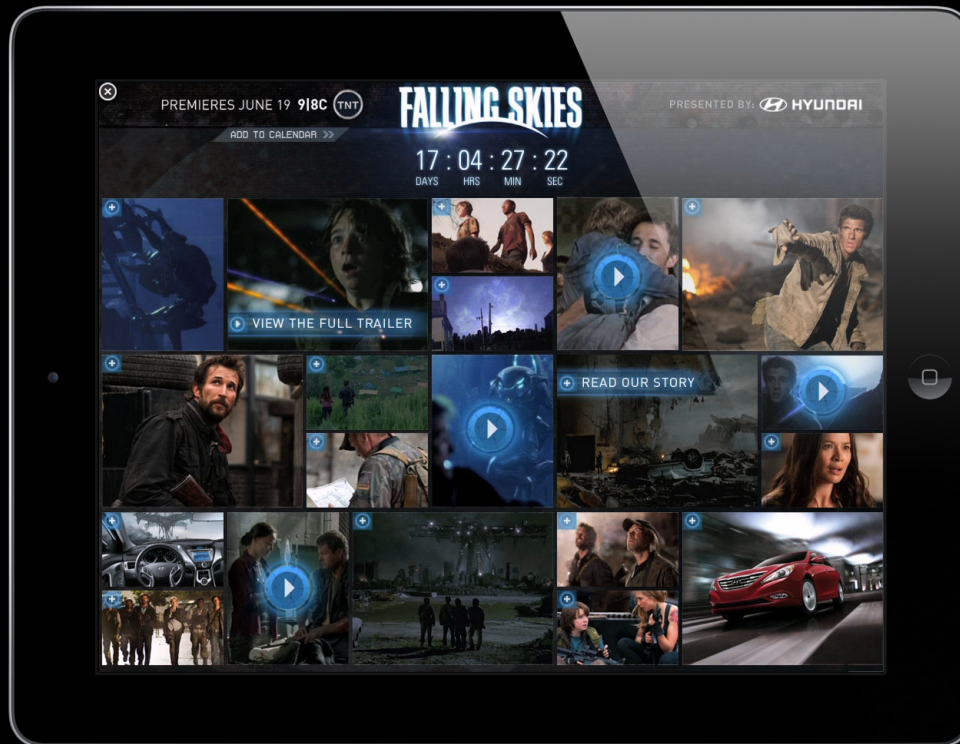 PREMIERES JUNE 19 9|8C TNT
FALLING SKIES
PRESENTED BY: HYUNDAI
ADD TO CALENDAR >>
17 : 04 : 27 : 22
DAYS HRS MIN SEC
VIEW THE FULL TRAILER
READ OUR STORY